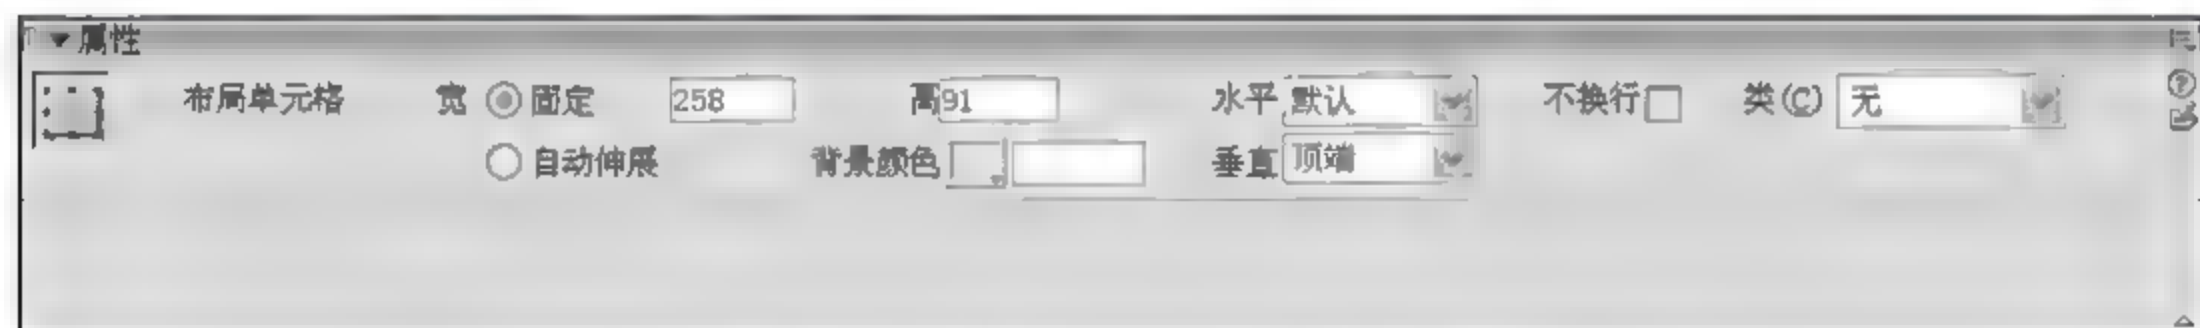 属性
布局单元格 宽 固定 258 高 91 水平 默认 不换行 类(C) 无
自动伸展 背景颜色 垂直 顶端